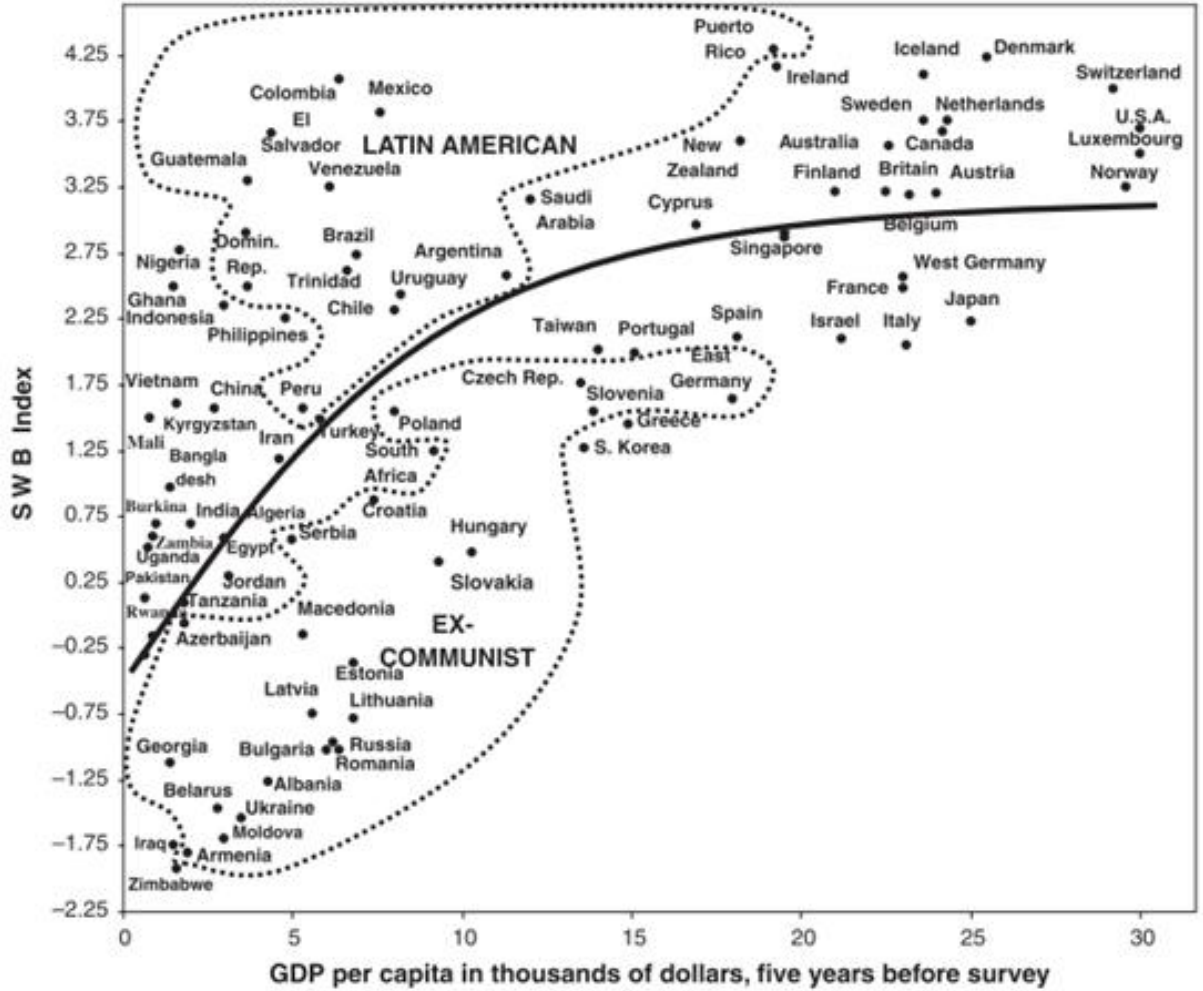 Puerto
Rico
Ireland
Iceland
Denmark
Switzerland
4.25
Colombia
Mexico
El
Salvador
Sweden
Netherlands
U.S.A.
Luxembourg
3.75
LATIN AMERICAN
New
Zealand
Australia
Canada
Guatemala
Venezuela
Finland
Britain
Austria
Norway
3.25
Saudi
Arabia
Cyprus
Belgium
Domin.
Rep.
Brazil
Argentina
Singapore
2.75
Nigeria
Trinidad
Uruguay
West Germany
Ghana
Indonesia
Chile
France
Japan
2.25
Philippines
Taiwan
Portugal
Spain
Israel
Italy
East
Germany
Vietnam
China
Peru
Czech Rep.
Slovenia
1.75
Mali
Kyrgyzstan
Iran
Turkey
Poland
Greece
S. Korea
1.25
Bangla
desh
South
Africa
Burkina
India
Algeria
Croatia
0.75
Zambia
Uganda
Egypt
Serbia
Hungary
Pakistan
Jordan
Slovakia
0.25
Rwanda
Tanzania
Macedonia
Azerbaijan
EX-
COMMUNIST
−0.25
Estonia
Latvia
Lithuania
−0.75
Georgia
Bulgaria
Russia
Romania
−1.25
Belarus
Albania
Ukraine
Moldova
−1.75
Iraq
Armenia
Zimbabwe
−2.25
SWB Index
0 5 10 15 20 25 30
GDP per capita in thousands of dollars, five years before survey